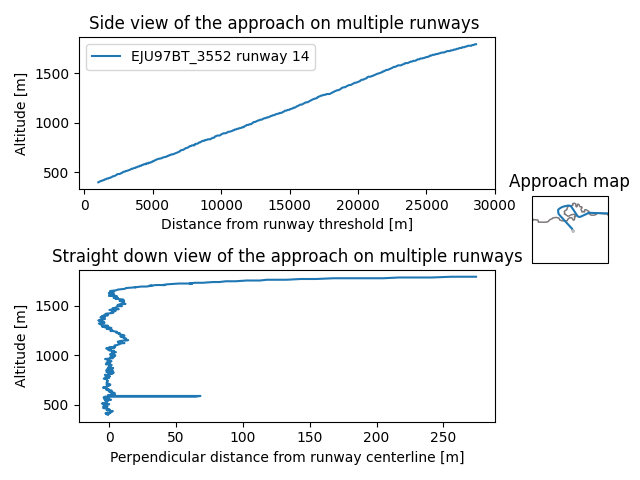 Side view of the approach on multiple runways
EJU97BT_3552 runway 14
Altitude [m]
1500
1000
500
0 5000 10000 15000 20000 25000 30000
Distance from runway threshold [m]
Approach map
Straight down view of the approach on multiple runways
Altitude [m]
1500
1000
500
0 50 100 150 200 250
Perpendicular distance from runway centerline [m]